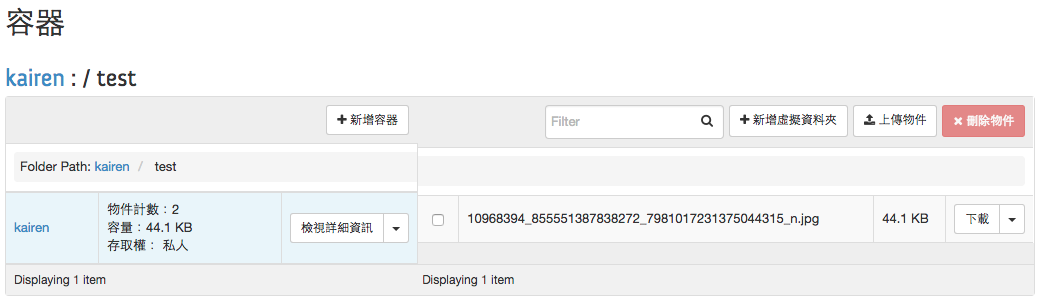 容器
kairen : / test
新增容器
Filter
新增虛擬資料夾
上傳物件
刪除物件
Folder Path: kairen / test
kairen
物件計數：2
容量：44.1 KB
存取權： 私人
檢視詳細資訊
10968394_855551387838272_7981017231375044315_n.jpg
44.1 KB
下載
Displaying 1 item
Displaying 1 item